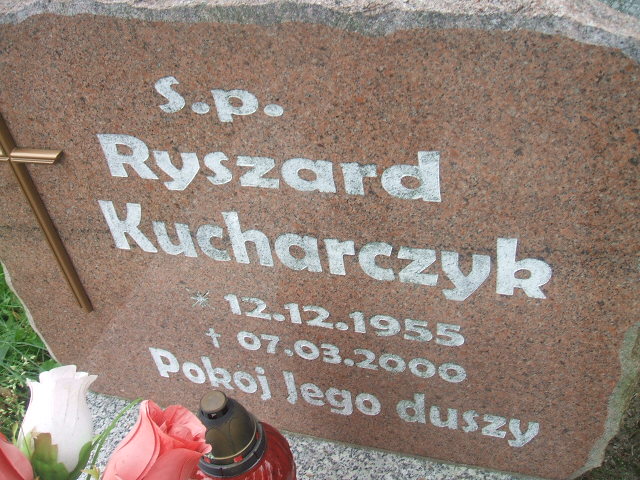 s.p.
Ryszard
Kucharczyk
* 12.12.1955
† 07.03.2000
Pokoj Jego duszy